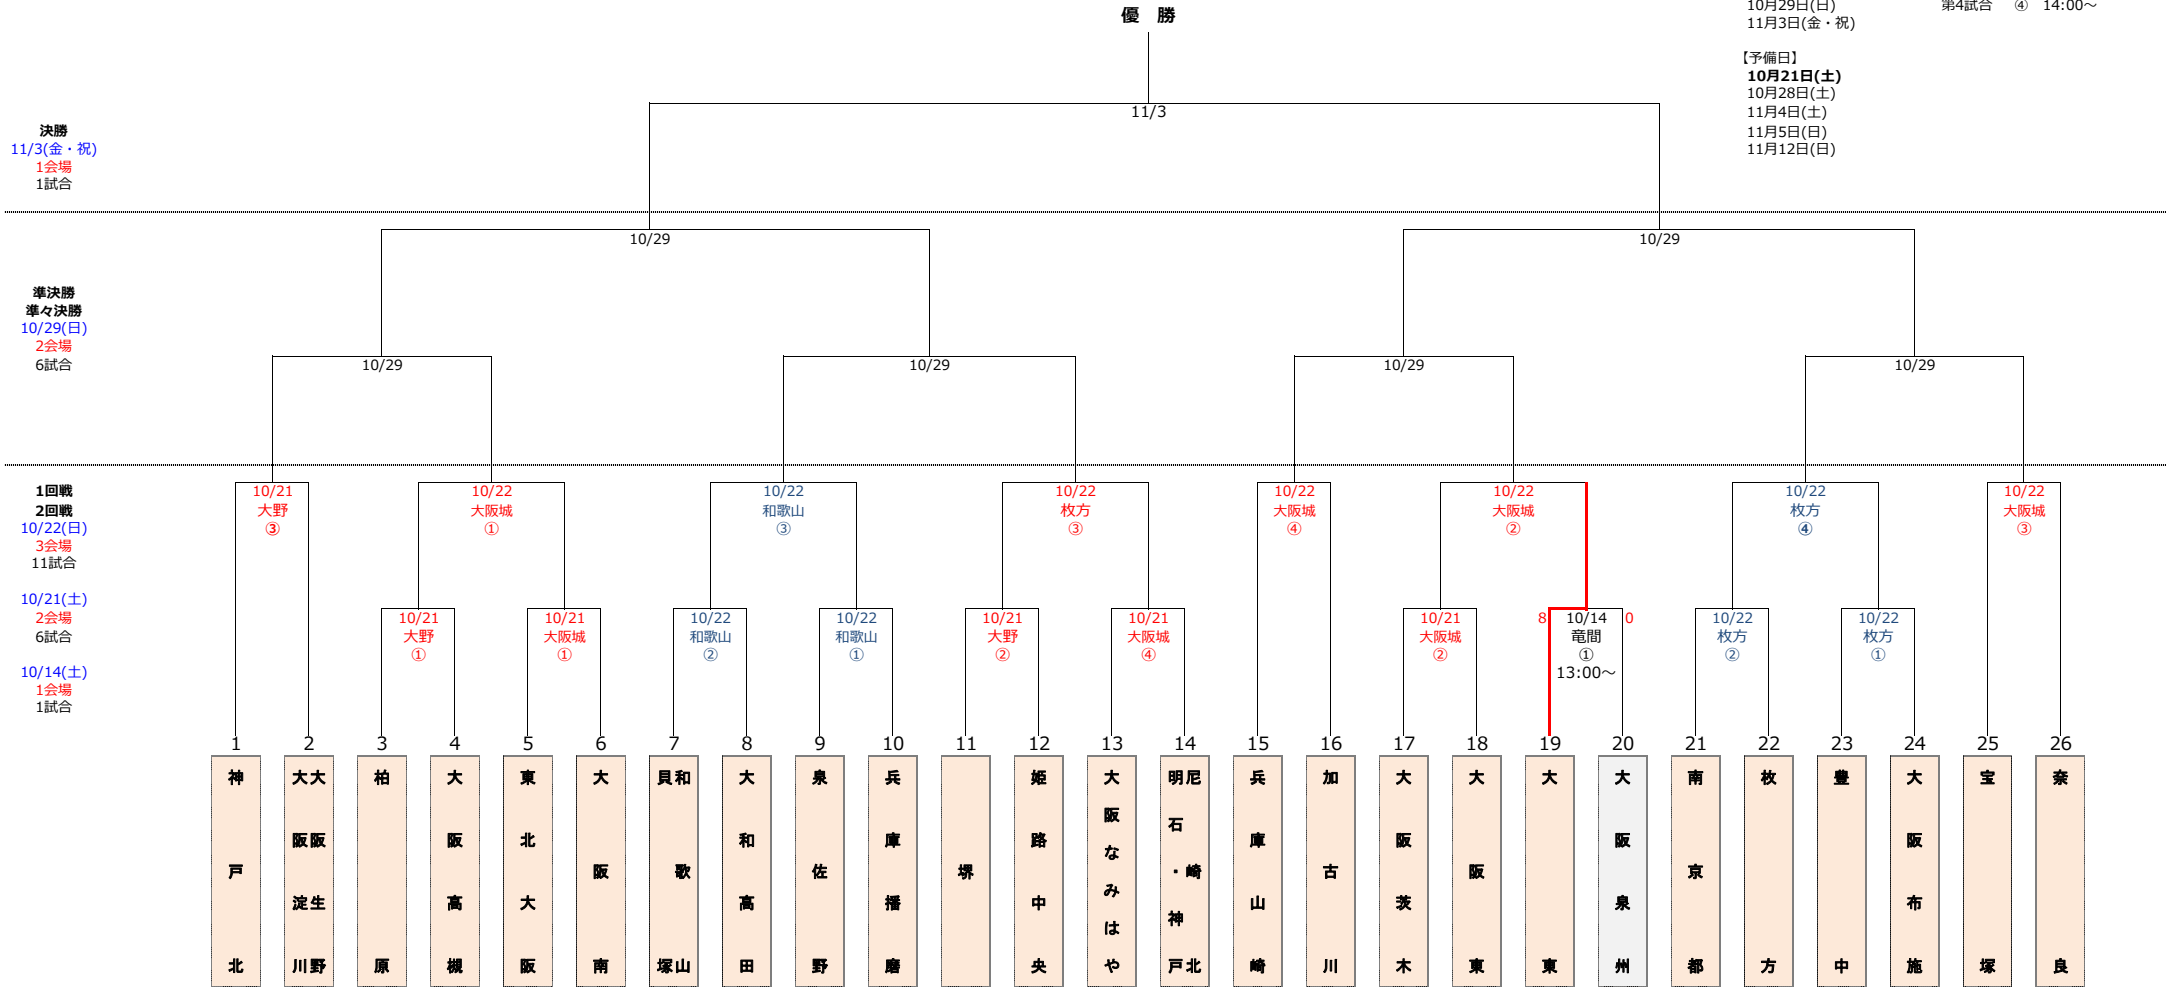 優　勝
10月29日(日)
第4試合　④　14:00～
11月3日(金・祝)
【予備日】
10月21日(土)
10月28日(土)
11月4日(土)
11月5日(日)
11月12日(日)
11/3
決勝
11/3(金・祝)
1会場
1試合
10/29
10/29
準決勝
準々決勝
10/29(日)
2会場
6試合
10/29
10/29
10/29
10/29
1回戦
2回戦
10/22(日)
3会場
11試合
10/21(土)
2会場
6試合
10/14(土)
1会場
1試合
10/21
大野
③
10/22
大阪城
①
10/22
和歌山
③
10/22
枚方
③
10/22
大阪城
④
10/22
大阪城
②
10/22
枚方
④
10/22
大阪城
③
10/21
大野
①
10/21
大阪城
①
10/22
和歌山
②
10/22
和歌山
①
10/21
大野
②
10/21
大阪城
④
10/21
大阪城
②
8
10/14
竜間
①
13:00～
0
10/22
枚方
②
10/22
枚方
①
1
2
3
4
5
6
7
8
9
10
11
12
13
14
15
16
17
18
19
20
21
22
23
24
25
26
神戸北
大阪淀川
大阪生野
柏原
大阪高槻
東北大阪
大阪南
貝塚
和歌山
大和高田
泉佐野
兵庫播磨
堺
姫路中央
大阪なみはや
明石・神戸
尼崎北
兵庫山崎
加古川
大阪茨木
大阪東
大東
大阪泉州
南京都
枚方
豊中
大阪布施
宝塚
奈良